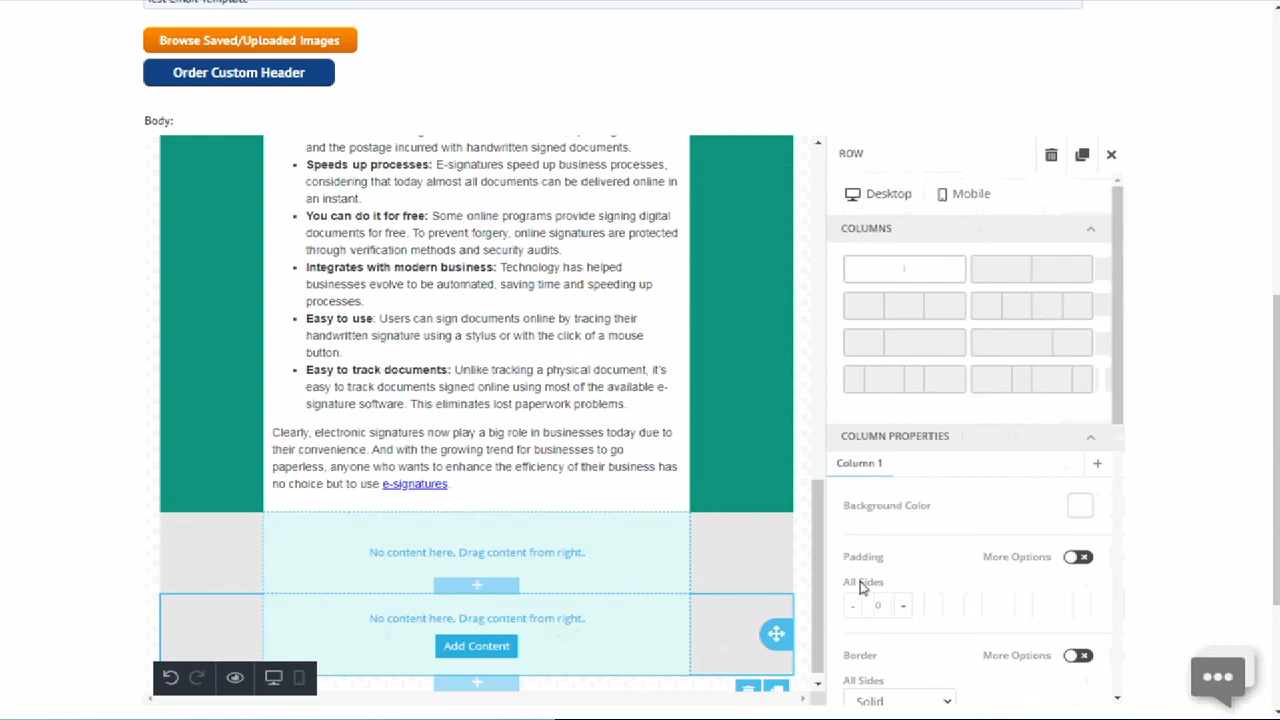 Test Email Template
Browse Saved/Uploaded Images
Order Custom Header
Body:
and the postage incurred with handwritten signed documents.
Speeds up processes: E-signatures speed up business processes,
considering that today almost all documents can be delivered online in
an instant.
You can do it for free: Some online programs provide signing digital
documents for free. To prevent forgery, online signatures are protected
through verification methods and security audits.
Integrates with modern business: Technology has helped
businesses evolve to be automated, saving time and speeding up
processes.
Easy to use: Users can sign documents online by tracing their
handwritten signature using a stylus or with the click of a mouse
button.
Easy to track documents: Unlike tracking a physical document, it's
easy to track documents signed online using most of the available e-
signature software. This eliminates lost paperwork problems.
Clearly, electronic signatures now play a big role in businesses today due to
their convenience. And with the growing trend for businesses to go
paperless, anyone who wants to enhance the efficiency of their business has
no choice but to use e-signatures.
No content here. Drag content from right.
No content here. Drag content from right.
Add Content
ROW
Desktop
Mobile
COLUMNS
COLUMN PROPERTIES
Column 1
Background Color
Padding
More Options
All Sides
- 0 -
Border
More Options
All Sides
Solid